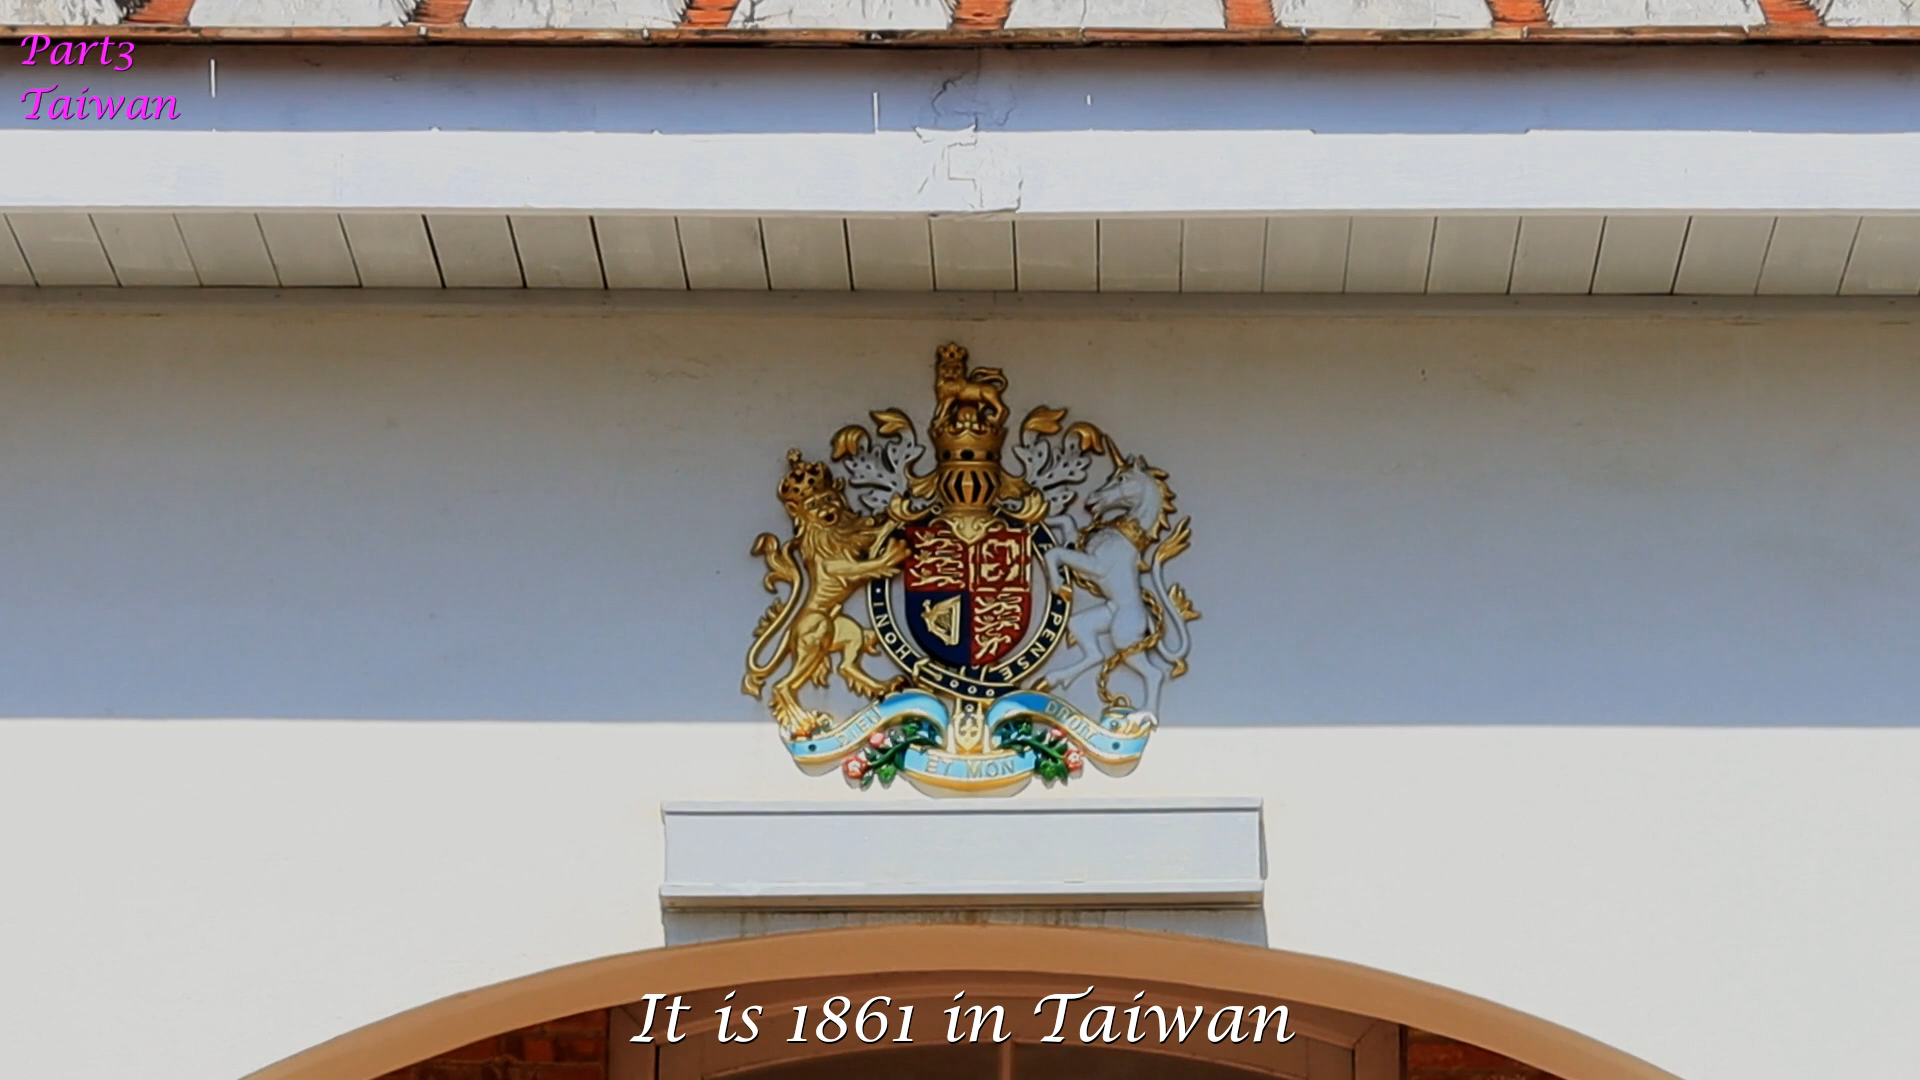 Part3
Taiwan
HONI
PENSE
DIEU
DROIT
ET MON
It is 1861 in Taiwan